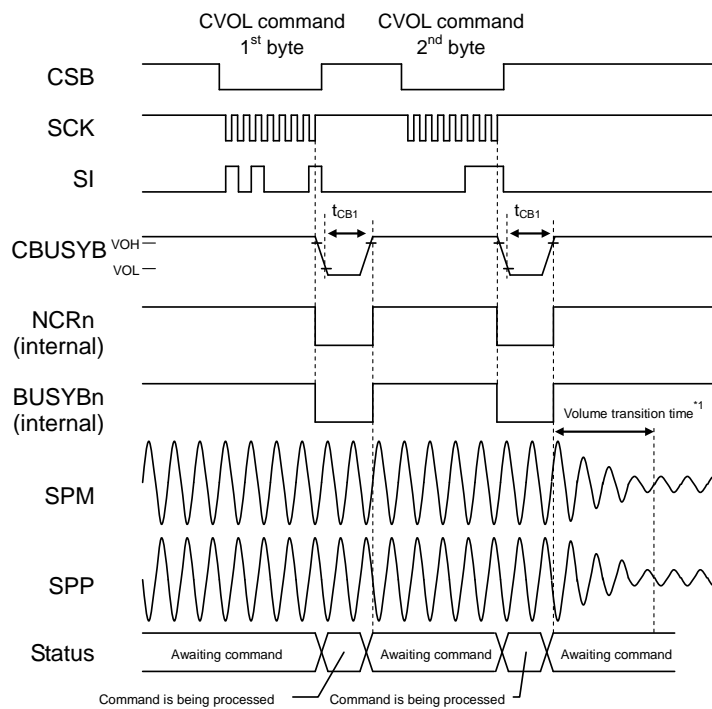 CVOL command
1st byte
CVOL command
2nd byte
CSB
SCK
SI
tCB1
tCB1
CBUSYB
VOH
VOL
NCRn
(internal)
BUSYBn
(internal)
Volume transition time*1
SPM
SPP
Status
Awaiting command
Awaiting command
Awaiting command
Command is being processed
Command is being processed